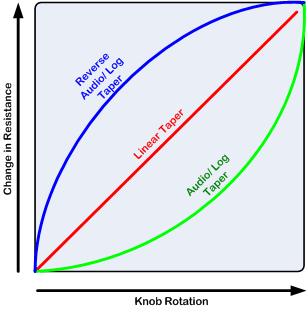 Reverse
Audio/ Log
Taper
Linear Taper
Audio/ Log
Taper
Change in Resistance
Knob Rotation